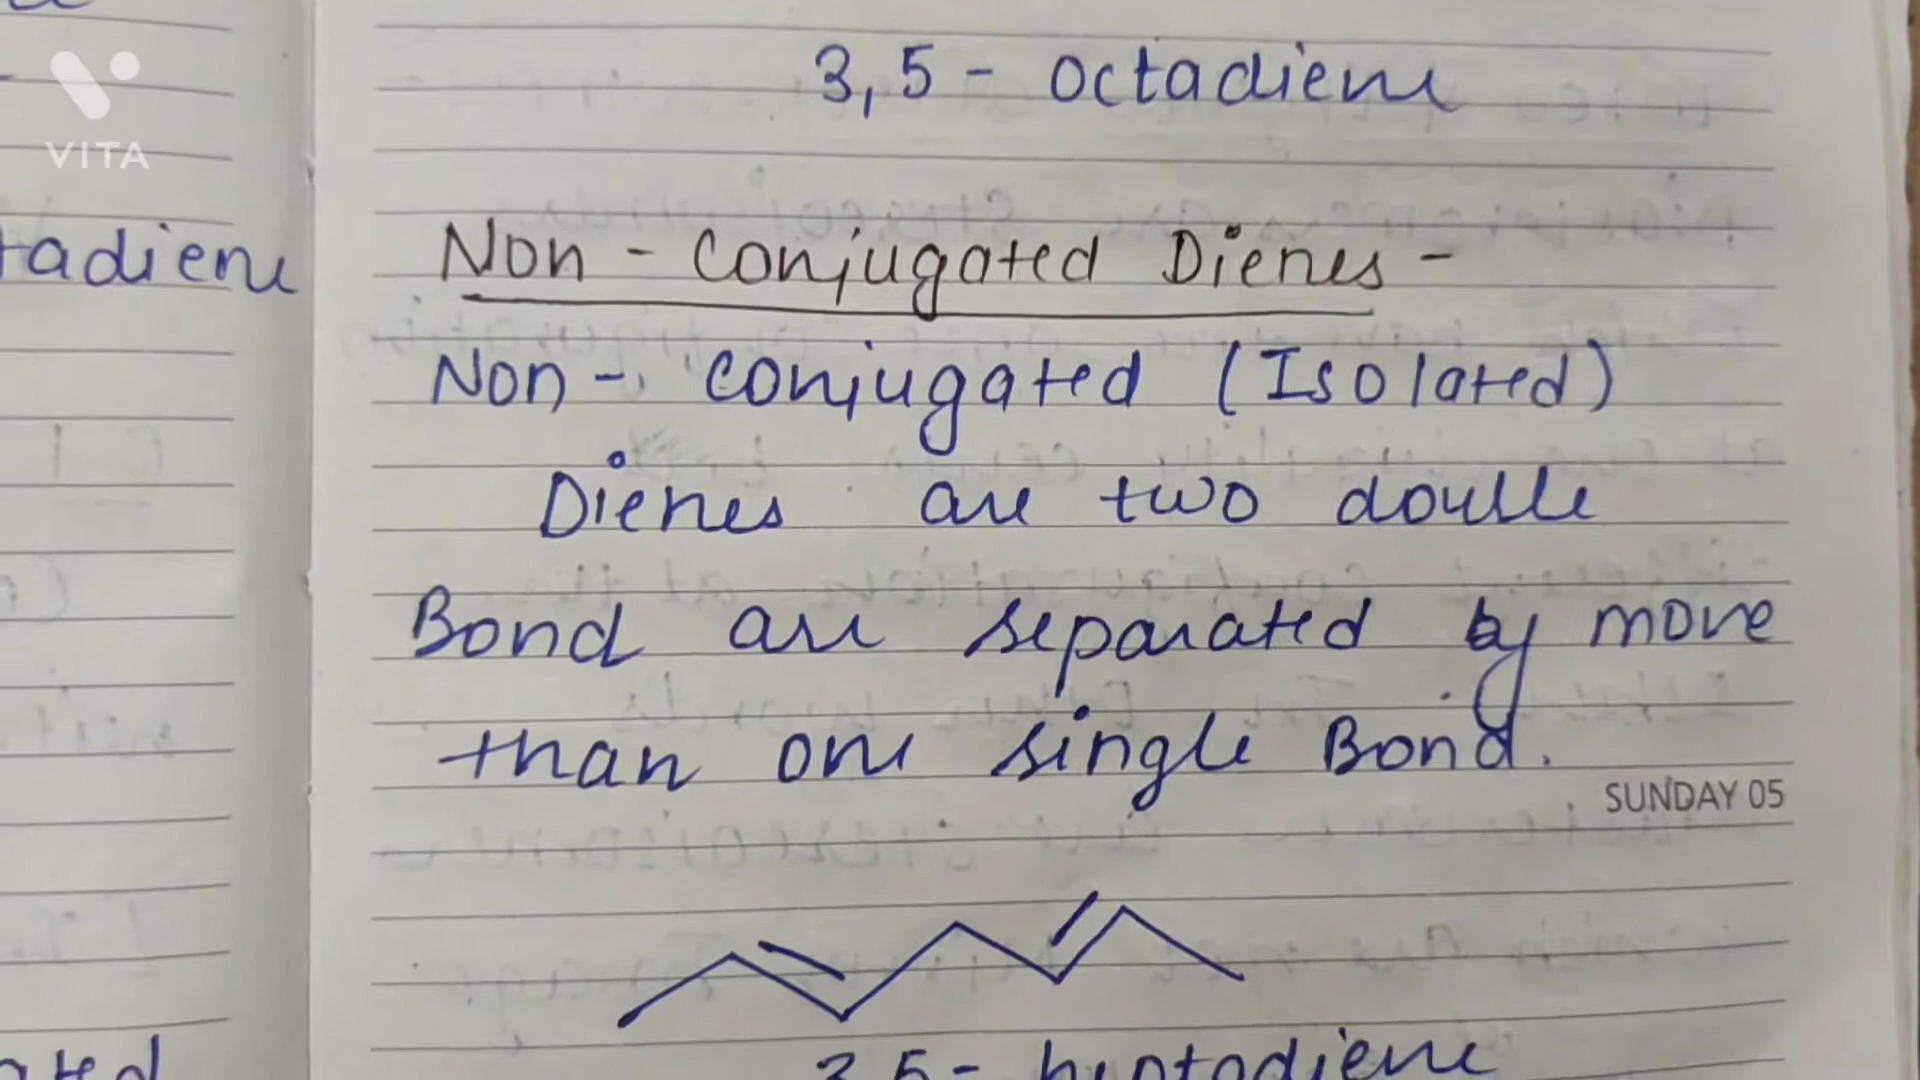 3,5 - octadiene
VITA
tadiene
Non - Conjugated Dienes -
Non - Conjugated (Isolated)
Dienes are two double
Bond are separated by more
than one single Bond.
SUNDAY 05
ated
5 - heptadiene